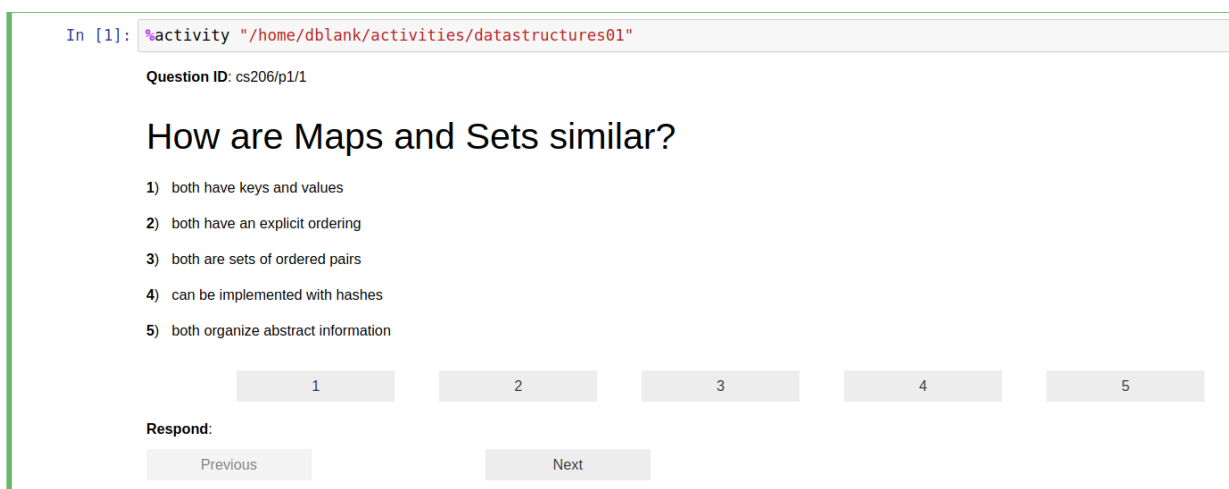 In [1]: %activity "/home/dblank/activities/datastructures01"
Question ID: cs206/p1/1
How are Maps and Sets similar?
1) both have keys and values
2) both have an explicit ordering
3) both are sets of ordered pairs
4) can be implemented with hashes
5) both organize abstract information
1 2 3 4 5
Respond:
Previous Next